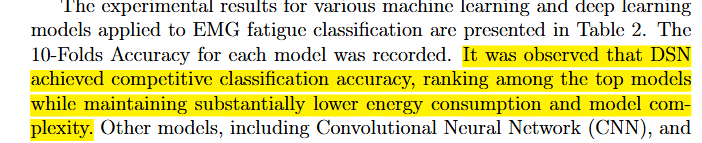 The experimental results for various machine learning and deep learning
models applied to EMG fatigue classification are presented in Table 2. The
10-Folds Accuracy for each model was recorded. It was observed that DSN
achieved competitive classification accuracy, ranking among the top models
while maintaining substantially lower energy consumption and model com-
plexity. Other models, including Convolutional Neural Network (CNN), and